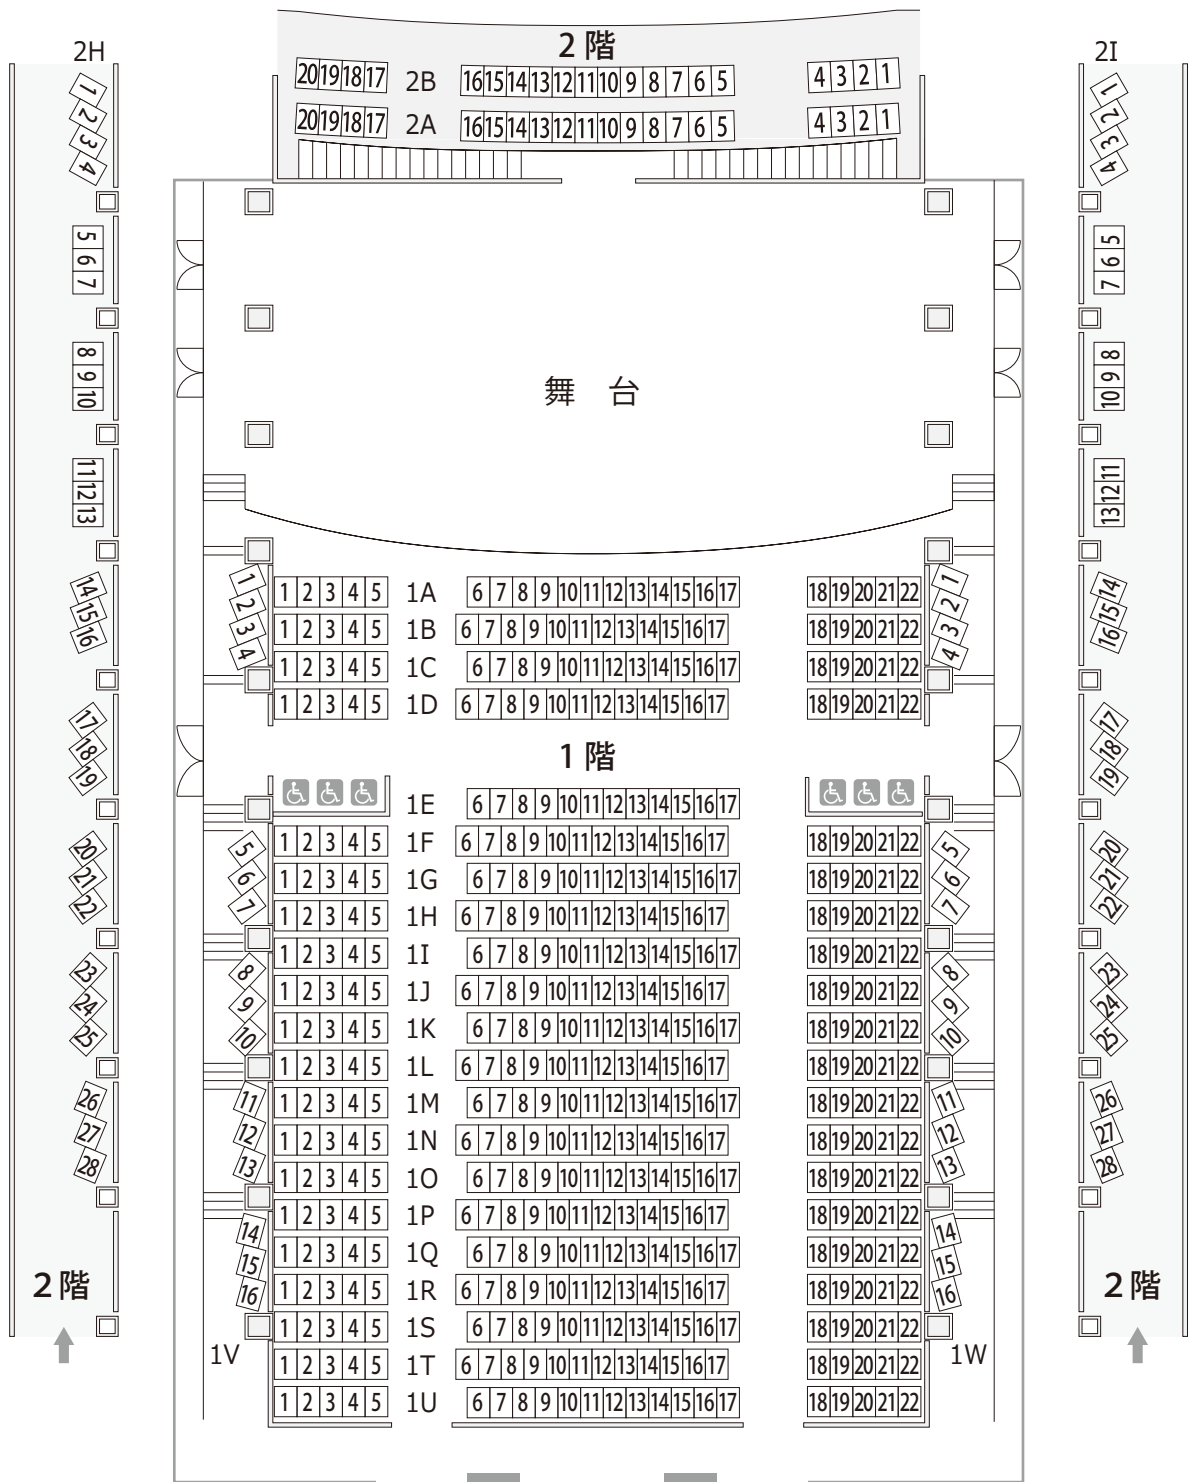 2H
2 階
2I
20 19 18 17 2B 16 15 14 13 12 11 10 9 8 7 6 5 4 3 2 1
20 19 18 17 2A 16 15 14 13 12 11 10 9 8 7 6 5 4 3 2 1
1 2 3 4
5 6 7
8 9 10
11 12 13
14 15 16
17 18 19
20 21 22
23 24 25
26 27 28
2 階
舞 台
1 2 3 4 5 1A 6 7 8 9 10 11 12 13 14 15 16 17 18 19 20 21 22
1 2 3 4 5 1B 6 7 8 9 10 11 12 13 14 15 16 17 18 19 20 21 22
1 2 3 4 5 1C 6 7 8 9 10 11 12 13 14 15 16 17 18 19 20 21 22
1 2 3 4 5 1D 6 7 8 9 10 11 12 13 14 15 16 17 18 19 20 21 22
1 階
1E 6 7 8 9 10 11 12 13 14 15 16 17
1 2 3 4 5 1F 6 7 8 9 10 11 12 13 14 15 16 17 18 19 20 21 22
1 2 3 4 5 1G 6 7 8 9 10 11 12 13 14 15 16 17 18 19 20 21 22
1 2 3 4 5 1H 6 7 8 9 10 11 12 13 14 15 16 17 18 19 20 21 22
1 2 3 4 5 1I 6 7 8 9 10 11 12 13 14 15 16 17 18 19 20 21 22
1 2 3 4 5 1J 6 7 8 9 10 11 12 13 14 15 16 17 18 19 20 21 22
1 2 3 4 5 1K 6 7 8 9 10 11 12 13 14 15 16 17 18 19 20 21 22
1 2 3 4 5 1L 6 7 8 9 10 11 12 13 14 15 16 17 18 19 20 21 22
1 2 3 4 5 1M 6 7 8 9 10 11 12 13 14 15 16 17 18 19 20 21 22
1 2 3 4 5 1N 6 7 8 9 10 11 12 13 14 15 16 17 18 19 20 21 22
1 2 3 4 5 1O 6 7 8 9 10 11 12 13 14 15 16 17 18 19 20 21 22
1 2 3 4 5 1P 6 7 8 9 10 11 12 13 14 15 16 17 18 19 20 21 22
1 2 3 4 5 1Q 6 7 8 9 10 11 12 13 14 15 16 17 18 19 20 21 22
1 2 3 4 5 1R 6 7 8 9 10 11 12 13 14 15 16 17 18 19 20 21 22
1 2 3 4 5 1S 6 7 8 9 10 11 12 13 14 15 16 17 18 19 20 21 22
1 2 3 4 5 1T 6 7 8 9 10 11 12 13 14 15 16 17 18 19 20 21 22
1 2 3 4 5 1U 6 7 8 9 10 11 12 13 14 15 16 17 18 19 20 21 22
1 2 3 4
5 6 7
8 9 10
11 12 13
14 15 16
1V
1 2 3 4
5 6 7
8 9 10
11 12 13
14 15 16
1W
1 2 3 4
5 6 7
8 9 10
11 12 13
14 15 16
17 18 19
20 21 22
23 24 25
26 27 28
2 階